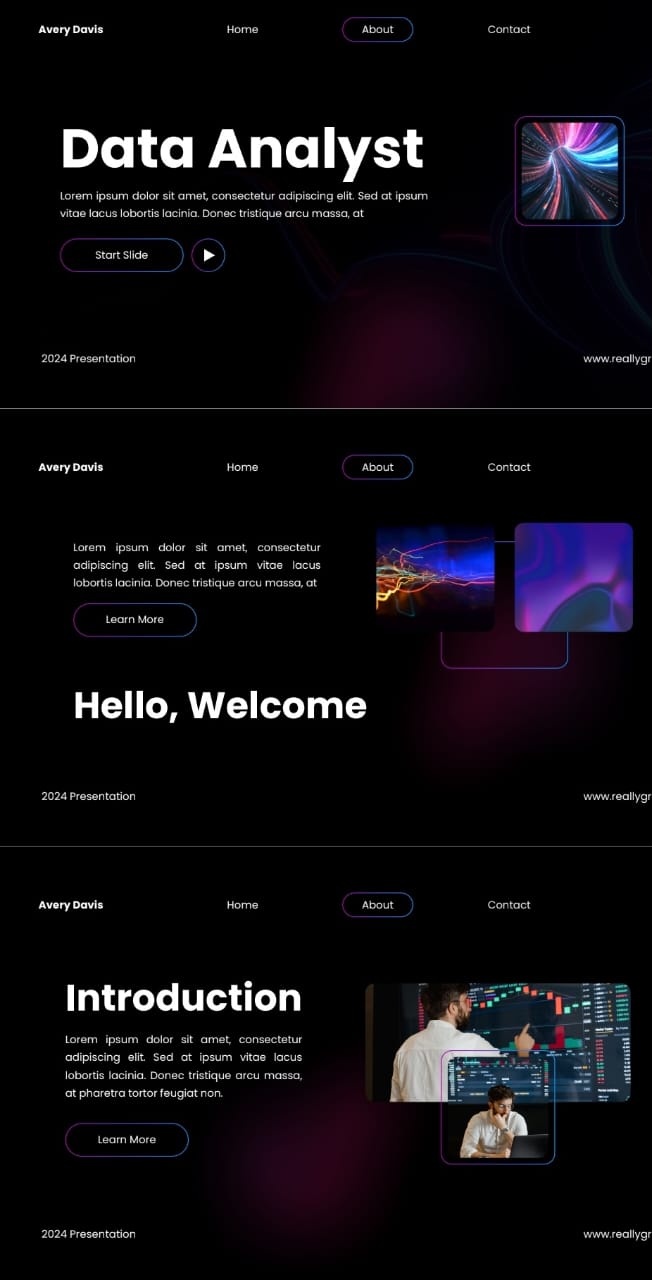 Avery Davis Home About Contact
Data Analyst
Lorem ipsum dolor sit amet, consectetur adipiscing elit. Sed at ipsum
vitae lacus lobortis lacinia. Donec tristique arcu massa, at
Start Slide
2024 Presentation www.reallygr
Avery Davis Home About Contact
Lorem ipsum dolor sit amet, consectetur
adipiscing elit. Sed at ipsum vitae lacus
lobortis lacinia. Donec tristique arcu massa, at
Learn More
Hello, Welcome
2024 Presentation www.reallygr
Avery Davis Home About Contact
Introduction
Lorem ipsum dolor sit amet, consectetur
adipiscing elit. Sed at ipsum vitae lacus
lobortis lacinia. Donec tristique arcu massa,
at pharetra tortor feugiat non.
Learn More
2024 Presentation www.reallygr